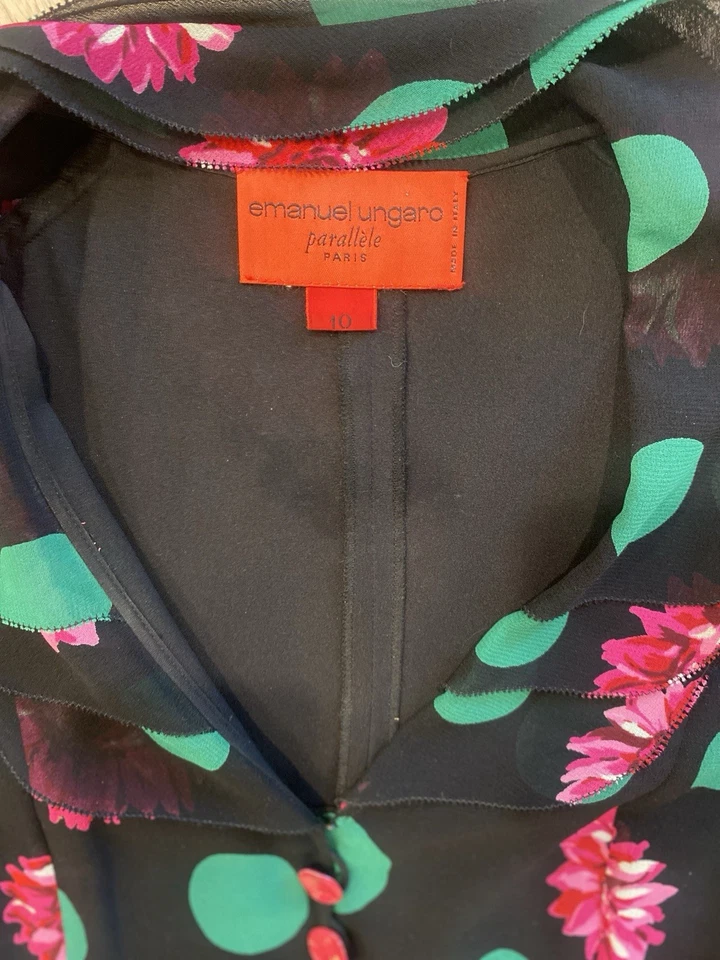 emanuel ungaro
parallèle
PARIS
MADE IN ITALY
10